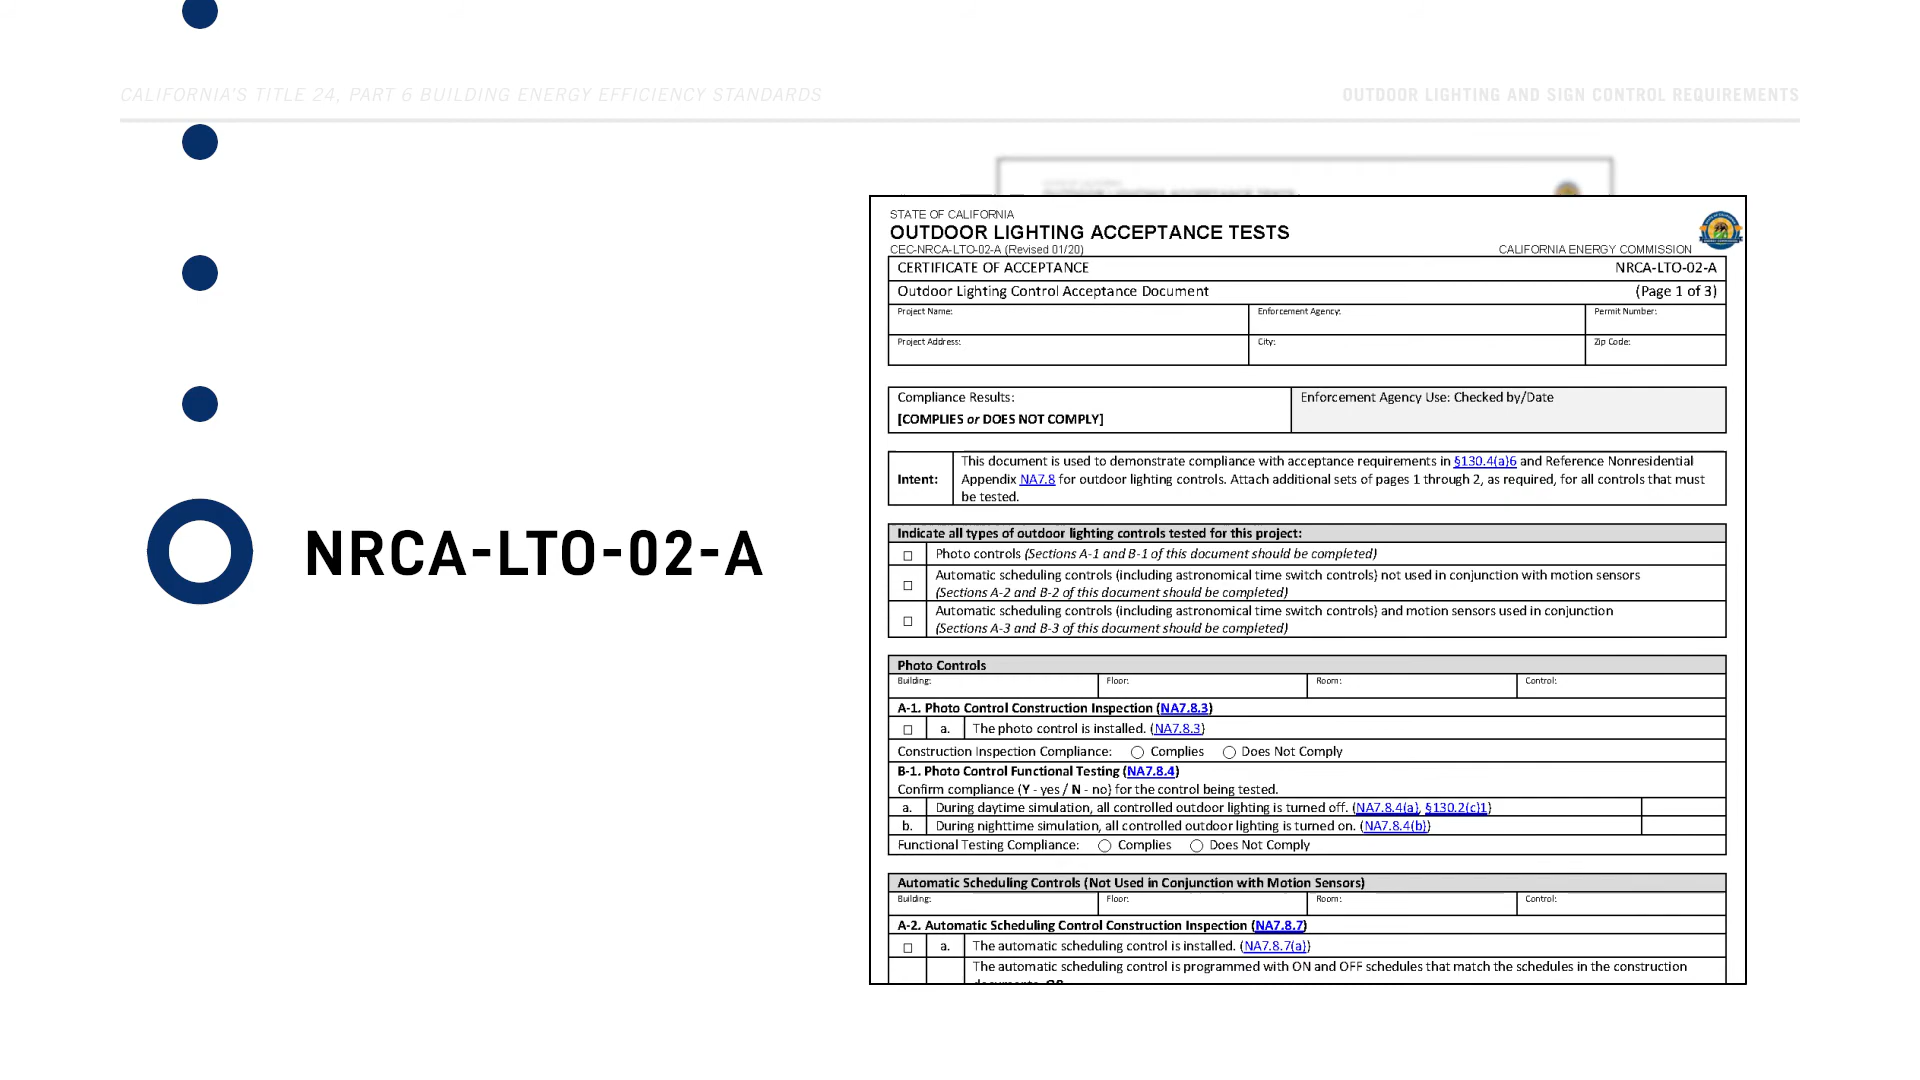 CALIFORNIA'S TITLE 24, PART 6 BUILDING ENERGY EFFICIENCY STANDARDS
OUTDOOR LIGHTING AND SIGN CONTROL REQUIREMENTS
NRCA-LTO-02-A
STATE OF CALIFORNIA
OUTDOOR LIGHTING ACCEPTANCE TESTS
CEC-NRCA-LTO-02-A (Revised 01/20)
CALIFORNIA ENERGY COMMISSION
CERTIFICATE OF ACCEPTANCE
NRCA-LTO-02-A
Outdoor Lighting Control Acceptance Document
(Page 1 of 3)
Project Name:
Enforcement Agency:
Permit Number:
Project Address:
City:
Zip Code:
Compliance Results:
[COMPLIES or DOES NOT COMPLY]
Enforcement Agency Use: Checked by/Date
Intent:
This document is used to demonstrate compliance with acceptance requirements in §130.4(a)6 and Reference Nonresidential
Appendix NA7.8 for outdoor lighting controls. Attach additional sets of pages 1 through 2, as required, for all controls that must
be tested.
Indicate all types of outdoor lighting controls tested for this project:
Photo controls (Sections A-1 and B-1 of this document should be completed)
Automatic scheduling controls (including astronomical time switch controls) not used in conjunction with motion sensors
(Sections A-2 and B-2 of this document should be completed)
Automatic scheduling controls (including astronomical time switch controls) and motion sensors used in conjunction
(Sections A-3 and B-3 of this document should be completed)
Photo Controls
Building:
Floor:
Room:
Control:
A-1. Photo Control Construction Inspection (NA7.8.3)
a. The photo control is installed. (NA7.8.3)
Construction Inspection Compliance: Complies Does Not Comply
B-1. Photo Control Functional Testing (NA7.8.4)
Confirm compliance (Y - yes / N - no) for the control being tested.
a. During daytime simulation, all controlled outdoor lighting is turned off. (NA7.8.4(a), §130.2(c)1)
b. During nighttime simulation, all controlled outdoor lighting is turned on. (NA7.8.4(b))
Functional Testing Compliance: Complies Does Not Comply
Automatic Scheduling Controls (Not Used in Conjunction with Motion Sensors)
Building:
Floor:
Room:
Control:
A-2. Automatic Scheduling Control Construction Inspection (NA7.8.7)
a. The automatic scheduling control is installed. (NA7.8.7(a))
The automatic scheduling control is programmed with ON and OFF schedules that match the schedules in the construction